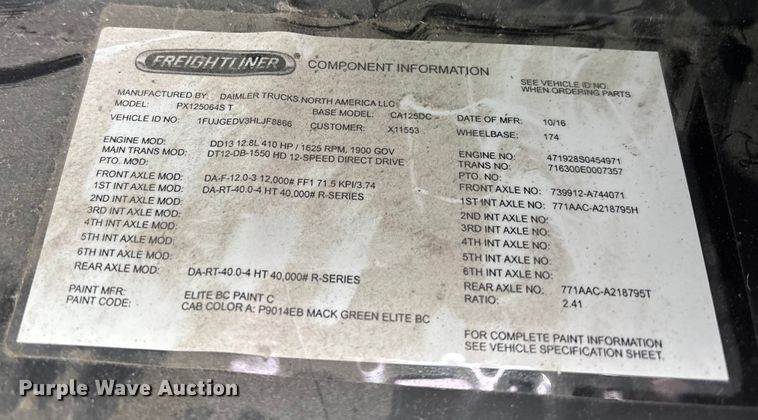 FREIGHTLINER COMPONENT INFORMATION
SEE VEHICLE ID NO.
WHEN ORDERING PARTS
MANUFACTURED BY: DAIMLER TRUCKS NORTH AMERICA LLC
MODEL: PX125064S T BASE MODEL: CA125DC DATE OF MFR: 10/16
VEHICLE ID NO: 1FUJGEDV3HLJF8866 CUSTOMER: X11553 WHEELBASE: 174
ENGINE MOD: DD13 12.8L 410 HP / 1625 RPM, 1900 GOV ENGINE NO: 471928S0454971
MAIN TRANS MOD: DT12-DB-1550 HD 12-SPEED DIRECT DRIVE TRANS NO: 716300E0007357
PTO. MOD: PTO. NO:
FRONT AXLE MOD: DA-F-12.0-3 12,000# FF1 71.5 KPI/3.74 FRONT AXLE NO: 739912-A744071
1ST INT AXLE MOD: DA-RT-40.0-4 HT 40,000# R-SERIES 1ST INT AXLE NO: 771AAC-A218795H
2ND INT AXLE MOD: 2ND INT AXLE NO:
3RD INT AXLE MOD: 3RD INT AXLE NO:
4TH INT AXLE MOD: 4TH INT AXLE NO:
5TH INT AXLE MOD: 5TH INT AXLE NO:
6TH INT AXLE MOD: 6TH INT AXLE NO:
REAR AXLE MOD: DA-RT-40.0-4 HT 40,000# R-SERIES REAR AXLE NO: 771AAC-A218795T
RATIO: 2.41
PAINT MFR: ELITE BC PAINT C
PAINT CODE: CAB COLOR A: P9014EB MACK GREEN ELITE BC
FOR COMPLETE PAINT INFORMATION
SEE VEHICLE SPECIFICATION SHEET.
Purple Wave Auction